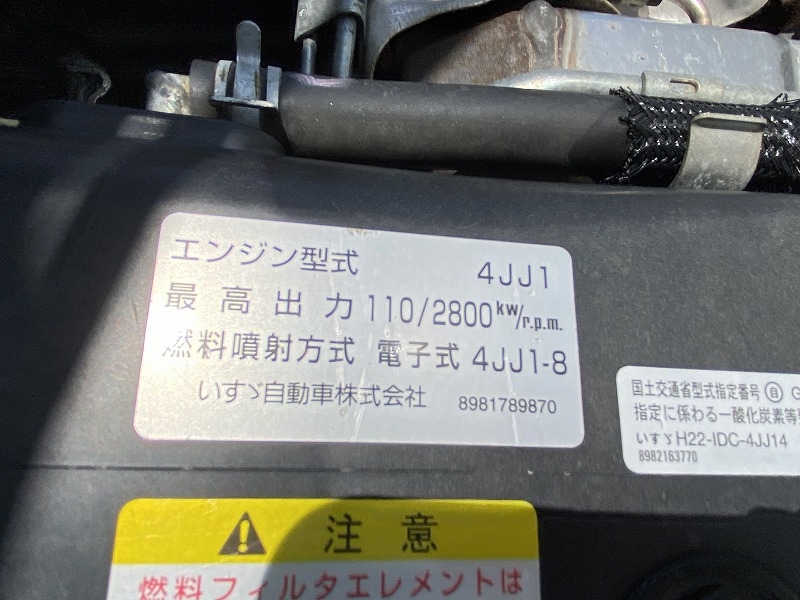 エンジン型式 4JJ1
最高出力 110/2800kW/r.p.m.
燃料噴射方式 電子式 4JJ1-8
いすゞ自動車株式会社 8981789870
国土交通省型式指定番号 ㉂ G
指定に係わる一酸化炭素等
いすゞH22-IDC-4JJ14
8982163770
注意
燃料フィルタエレメントは